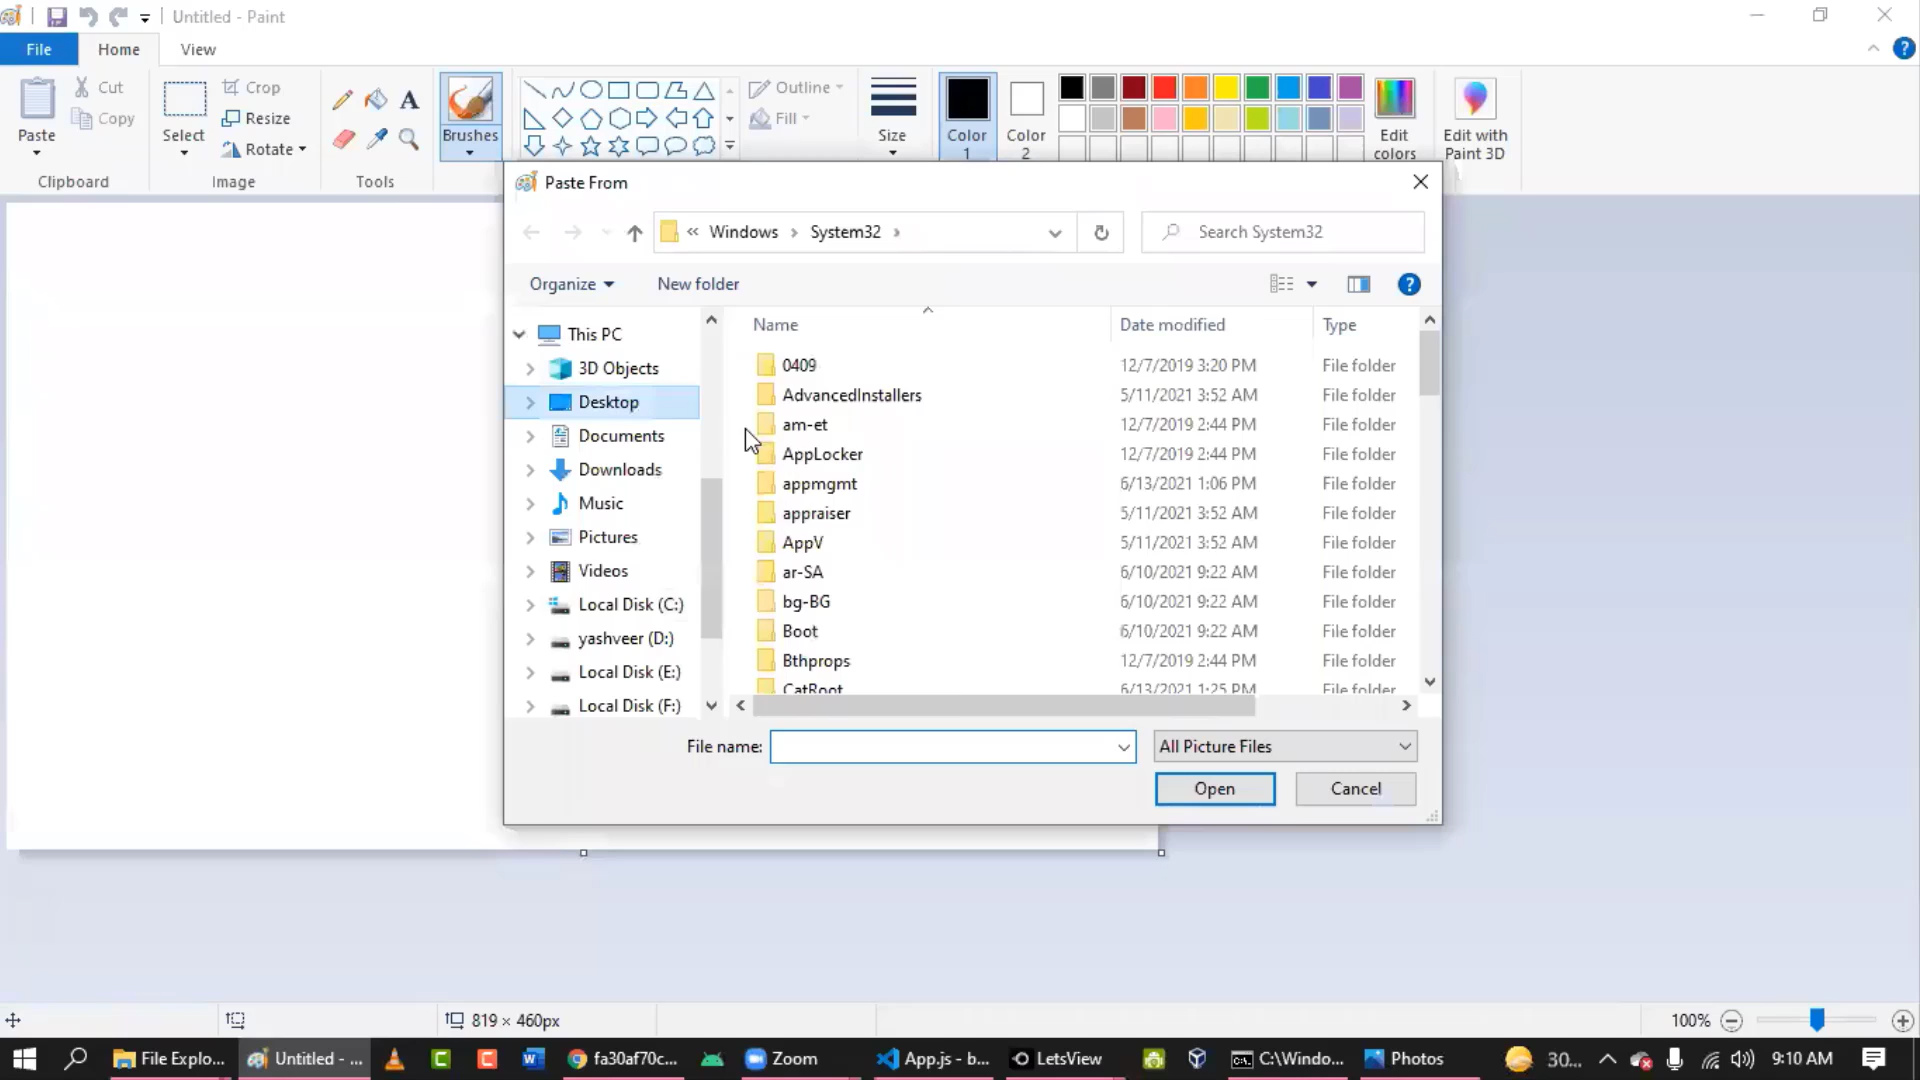 Untitled - Paint
File Home View
Paste
Cut
Copy
Clipboard
Select
Crop
Resize
Rotate
Image
A
Tools
Brushes
Outline
Fill
Size
Color 1
Color 2
Edit colors
Edit with Paint 3D
Paste From
« Windows > System32 >
Search System32
Organize
New folder
This PC
3D Objects
Desktop
Documents
Downloads
Music
Pictures
Videos
Local Disk (C:)
yashveer (D:)
Local Disk (E:)
Local Disk (F:)
Name Date modified Type
0409 12/7/2019 3:20 PM File folder
AdvancedInstallers 5/11/2021 3:52 AM File folder
am-et 12/7/2019 2:44 PM File folder
AppLocker 12/7/2019 2:44 PM File folder
appmgmt 6/13/2021 1:06 PM File folder
appraiser 5/11/2021 3:52 AM File folder
AppV 5/11/2021 3:52 AM File folder
ar-SA 6/10/2021 9:22 AM File folder
bg-BG 6/10/2021 9:22 AM File folder
Boot 6/10/2021 9:22 AM File folder
Bthprops 12/7/2019 2:44 PM File folder
CatRoot 6/13/2021 1:25 PM File folder
File name:
All Picture Files
Open Cancel
819 × 460px
100%
File Explo... Untitled - ... fa30af70c... Zoom App.js - b... LetsView C:\Windo... Photos 30... 9:10 AM